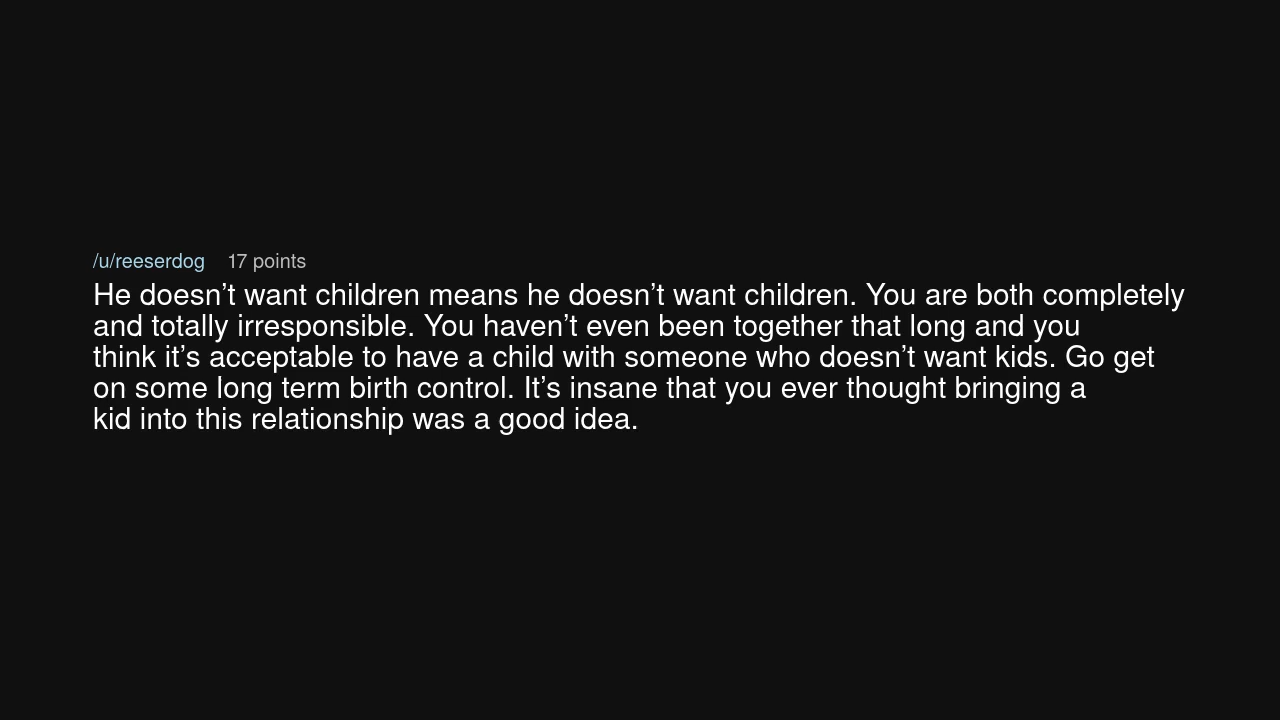 /u/reeserdog 17 points
He doesn’t want children means he doesn’t want children. You are both completely
and totally irresponsible. You haven’t even been together that long and you
think it’s acceptable to have a child with someone who doesn’t want kids. Go get
on some long term birth control. It’s insane that you ever thought bringing a
kid into this relationship was a good idea.